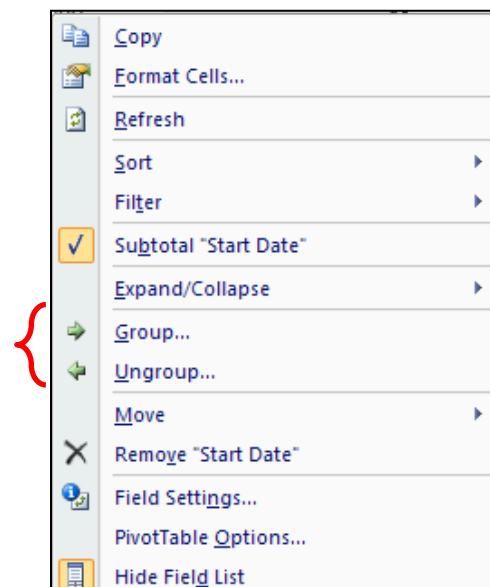 Copy
Format Cells...
Refresh
Sort
Filter
Subtotal "Start Date"
Expand/Collapse
Group...
Ungroup...
Move
Remove "Start Date"
Field Settings...
PivotTable Options...
Hide Field List